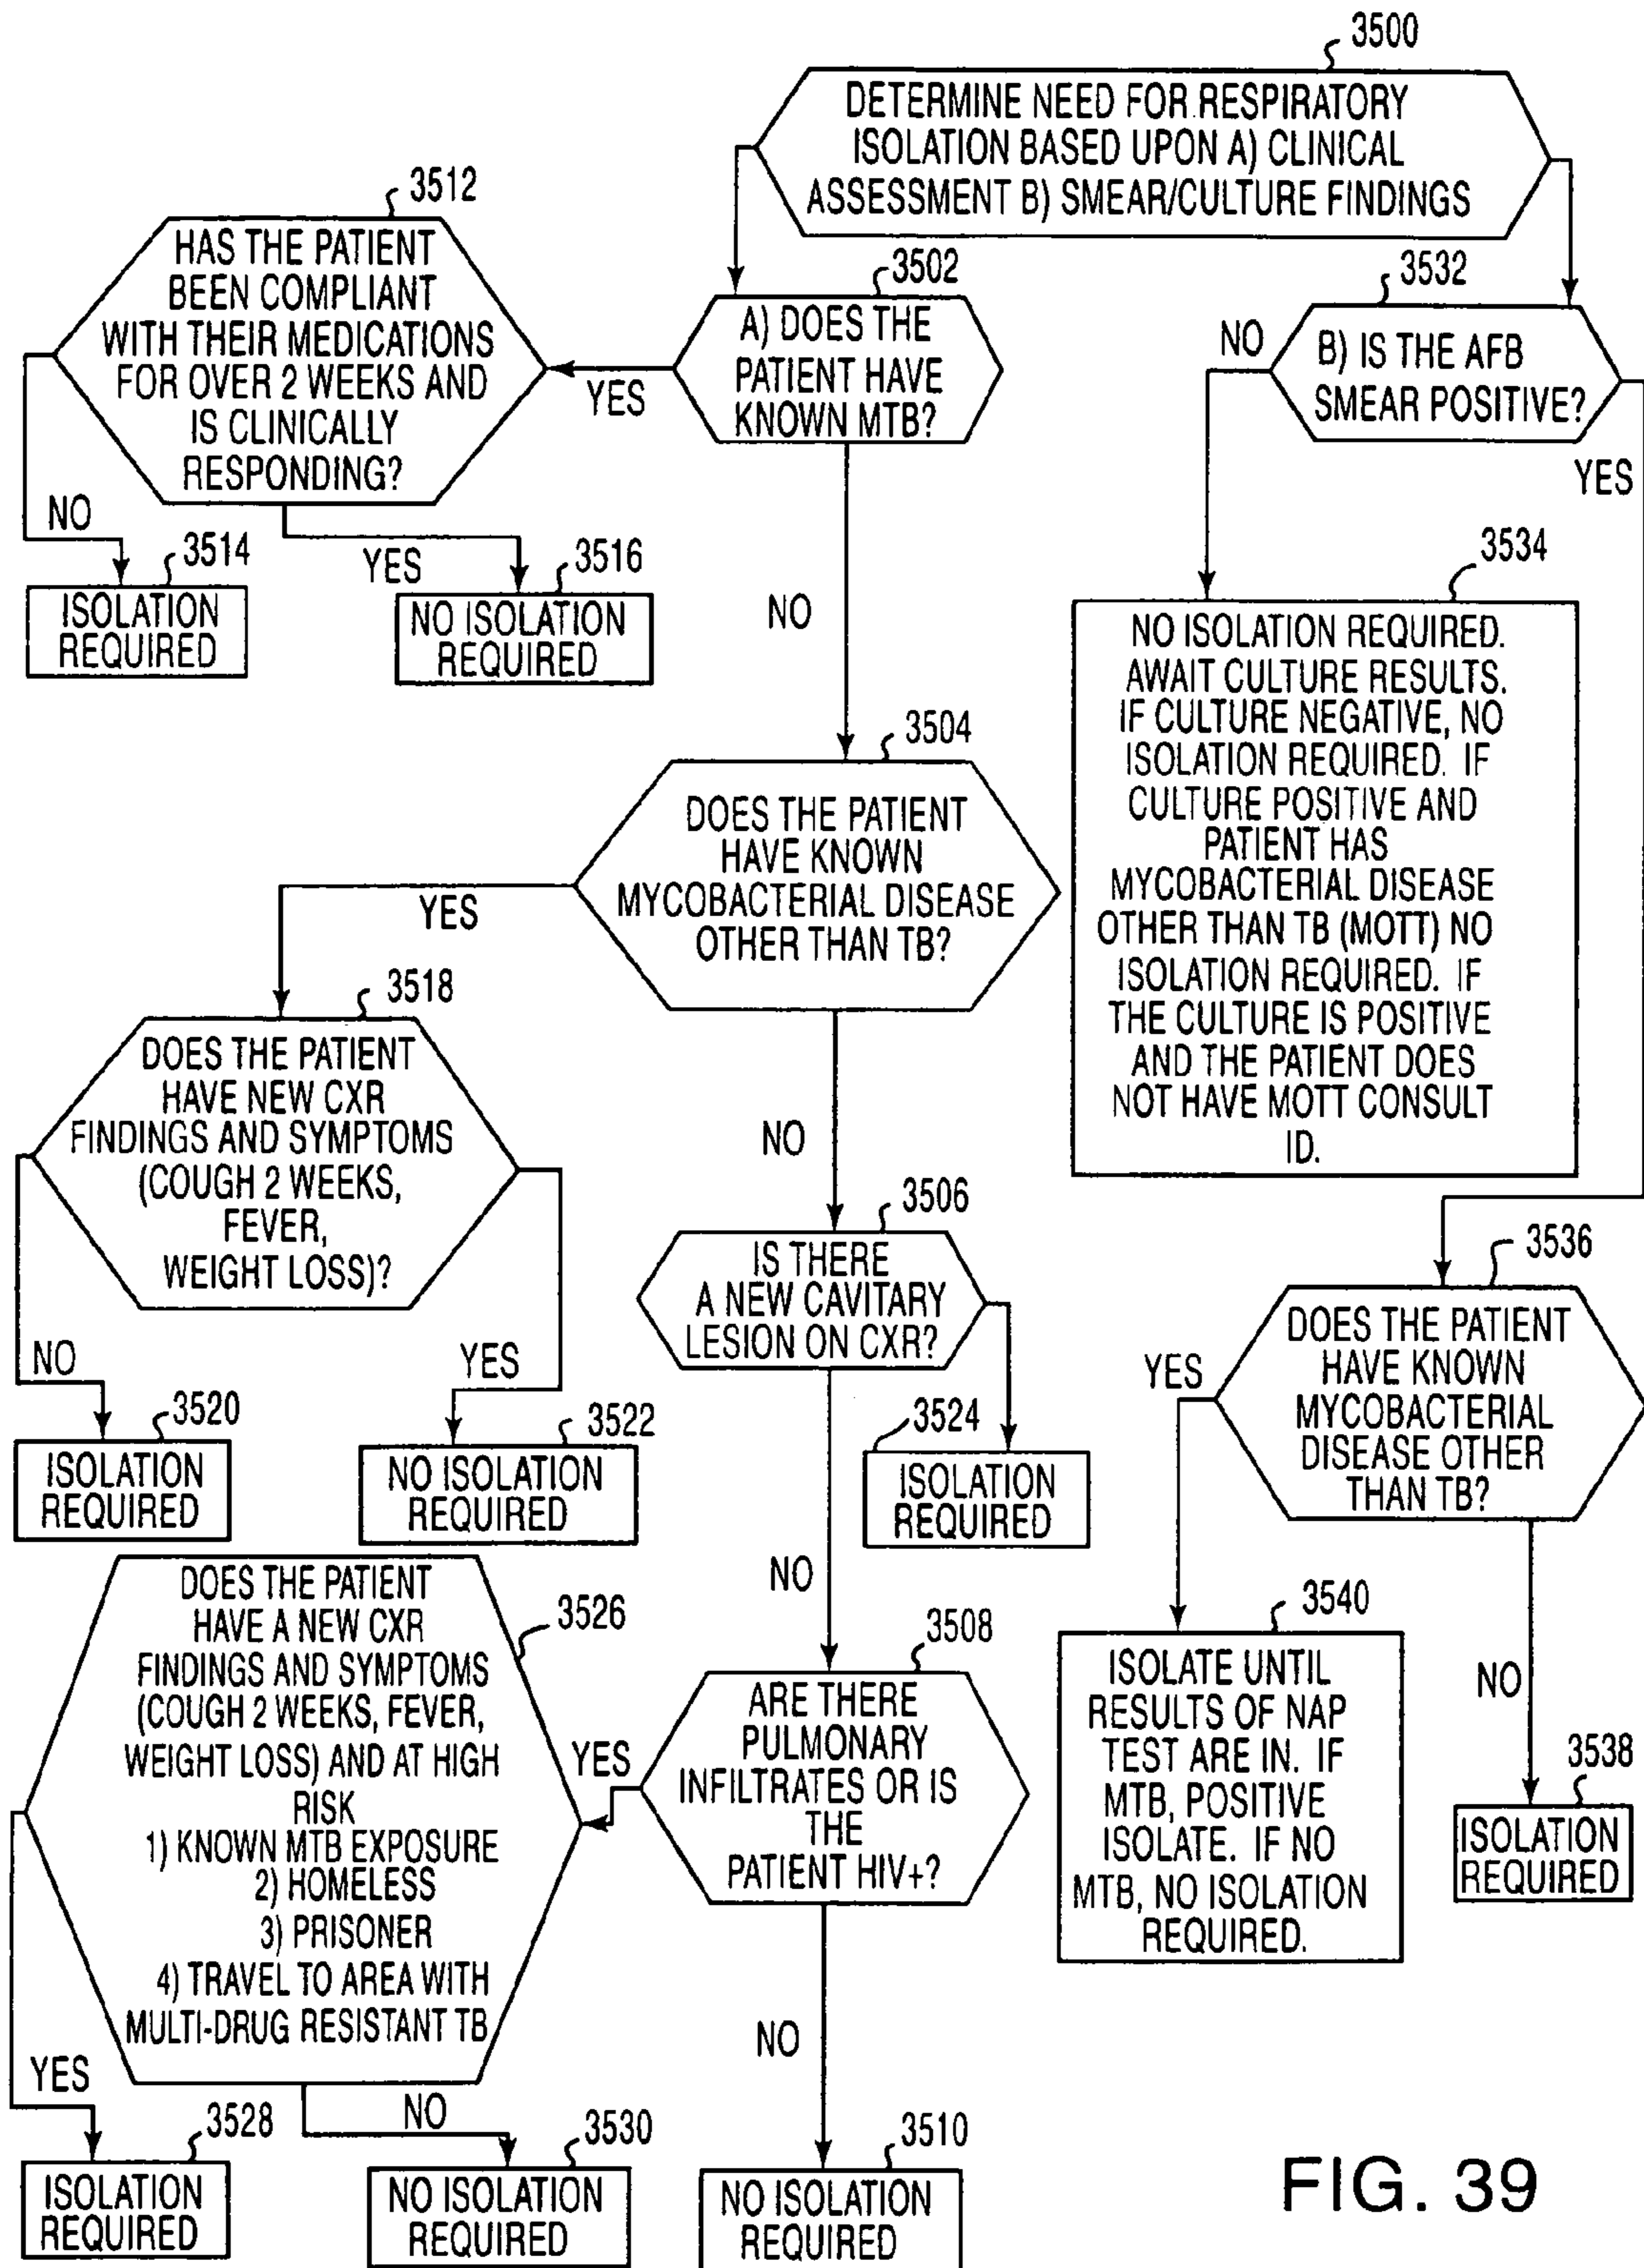 3500
DETERMINE NEED FOR RESPIRATORY
ISOLATION BASED UPON A) CLINICAL
ASSESSMENT B) SMEAR/CULTURE FINDINGS
3512
HAS THE PATIENT
BEEN COMPLIANT
WITH THEIR MEDICATIONS
FOR OVER 2 WEEKS AND
IS CLINICALLY
RESPONDING?
YES
3502
A) DOES THE
PATIENT HAVE
KNOWN MTB?
3532
NO
B) IS THE AFB
SMEAR POSITIVE?
YES
NO
3514
ISOLATION
REQUIRED
YES
3516
NO ISOLATION
REQUIRED
NO
3534
NO ISOLATION REQUIRED.
AWAIT CULTURE RESULTS.
IF CULTURE NEGATIVE, NO
ISOLATION REQUIRED. IF
CULTURE POSITIVE AND
PATIENT HAS
MYCOBACTERIAL DISEASE
OTHER THAN TB (MOTT) NO
ISOLATION REQUIRED. IF
THE CULTURE IS POSITIVE
AND THE PATIENT DOES
NOT HAVE MOTT CONSULT
ID.
3504
DOES THE PATIENT
HAVE KNOWN
MYCOBACTERIAL DISEASE
OTHER THAN TB?
YES
3518
DOES THE PATIENT
HAVE NEW CXR
FINDINGS AND SYMPTOMS
(COUGH 2 WEEKS,
FEVER,
WEIGHT LOSS)?
NO
3506
IS THERE
A NEW CAVITARY
LESION ON CXR?
3536
DOES THE PATIENT
HAVE KNOWN
MYCOBACTERIAL
DISEASE OTHER
THAN TB?
NO
3520
ISOLATION
REQUIRED
YES
3522
NO ISOLATION
REQUIRED
3524
ISOLATION
REQUIRED
YES
NO
3526
DOES THE PATIENT
HAVE A NEW CXR
FINDINGS AND SYMPTOMS
(COUGH 2 WEEKS, FEVER,
WEIGHT LOSS) AND AT HIGH
RISK
1) KNOWN MTB EXPOSURE
2) HOMELESS
3) PRISONER
4) TRAVEL TO AREA WITH
MULTI-DRUG RESISTANT TB
YES
3508
ARE THERE
PULMONARY
INFILTRATES OR IS
THE
PATIENT HIV+?
3540
ISOLATE UNTIL
RESULTS OF NAP
TEST ARE IN. IF
MTB, POSITIVE
ISOLATE. IF NO
MTB, NO ISOLATION
REQUIRED.
NO
3538
ISOLATION
REQUIRED
YES
3528
ISOLATION
REQUIRED
NO
3530
NO ISOLATION
REQUIRED
NO
3510
NO ISOLATION
REQUIRED
FIG. 39